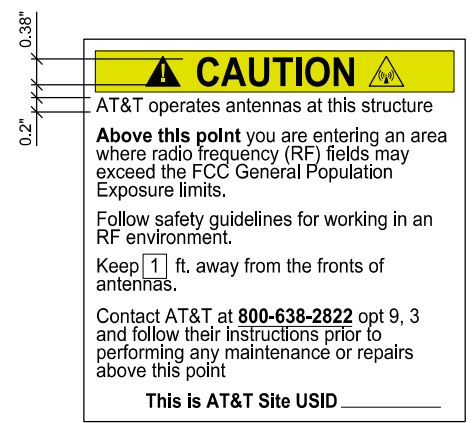 0.38"
CAUTION
0.2"
AT&T operates antennas at this structure
Above this point you are entering an area
where radio frequency (RF) fields may
exceed the FCC General Population
Exposure limits.
Follow safety guidelines for working in an
RF environment.
Keep 1 ft. away from the fronts of
antennas.
Contact AT&T at 800-638-2822 opt 9, 3
and follow their instructions prior to
performing any maintenance or repairs
above this point
This is AT&T Site USID